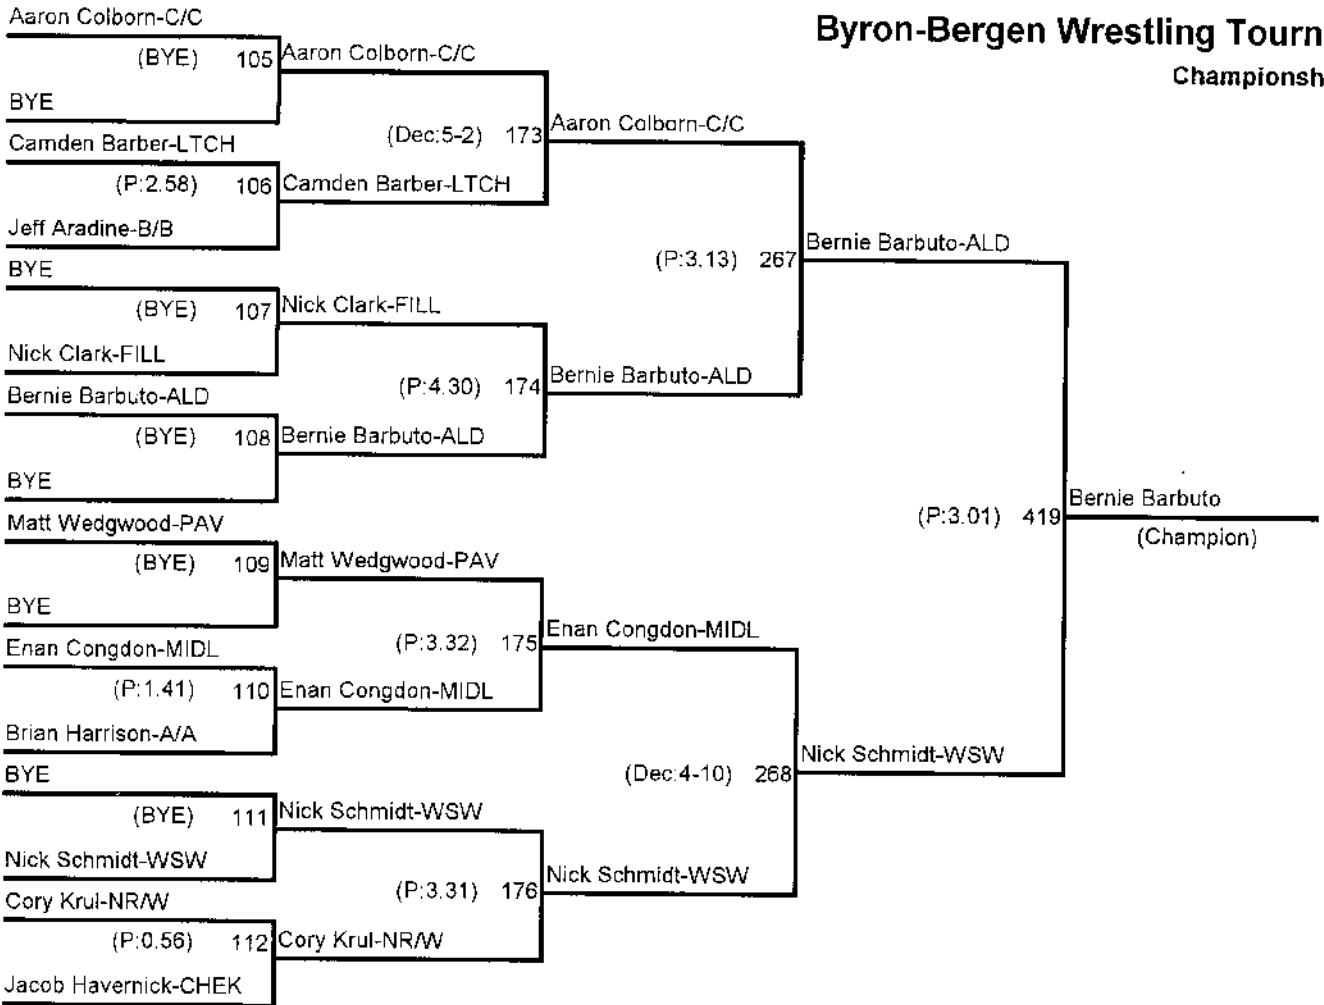 Byron-Bergen Wrestling Tourn
Championsh
Aaron Colborn-C/C
(BYE) 105
BYE
Aaron Colborn-C/C
Camden Barber-LTCH
(P:2.58) 106
Jeff Aradine-B/B
Camden Barber-LTCH
(Dec:5-2) 173
Aaron Colborn-C/C
BYE
(BYE) 107
Nick Clark-FILL
Nick Clark-FILL
Bernie Barbuto-ALD
(BYE) 108
BYE
Bernie Barbuto-ALD
(P:4.30) 174
Bernie Barbuto-ALD
(P:3.13) 267
Bernie Barbuto-ALD
Matt Wedgwood-PAV
(BYE) 109
BYE
Matt Wedgwood-PAV
Enan Congdon-MIDL
(P:1.41) 110
Brian Harrison-A/A
Enan Congdon-MIDL
(P:3.32) 175
Enan Congdon-MIDL
BYE
(BYE) 111
Nick Schmidt-WSW
Nick Schmidt-WSW
Cory Krul-NR/W
(P:0.56) 112
Jacob Havernick-CHEK
Cory Krul-NR/W
(P:3.31) 176
Nick Schmidt-WSW
(Dec:4-10) 268
Nick Schmidt-WSW
(P:3.01) 419
Bernie Barbuto
(Champion)